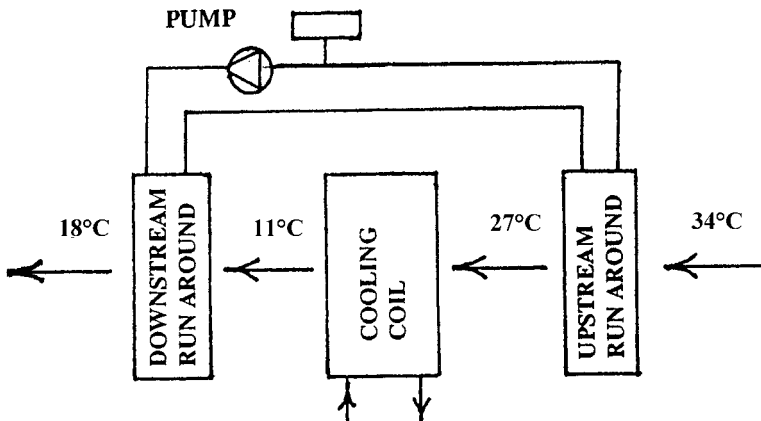 PUMP
18°C
DOWNSTREAM
RUN AROUND
11°C
COOLING
COIL
27°C
UPSTREAM
RUN AROUND
34°C